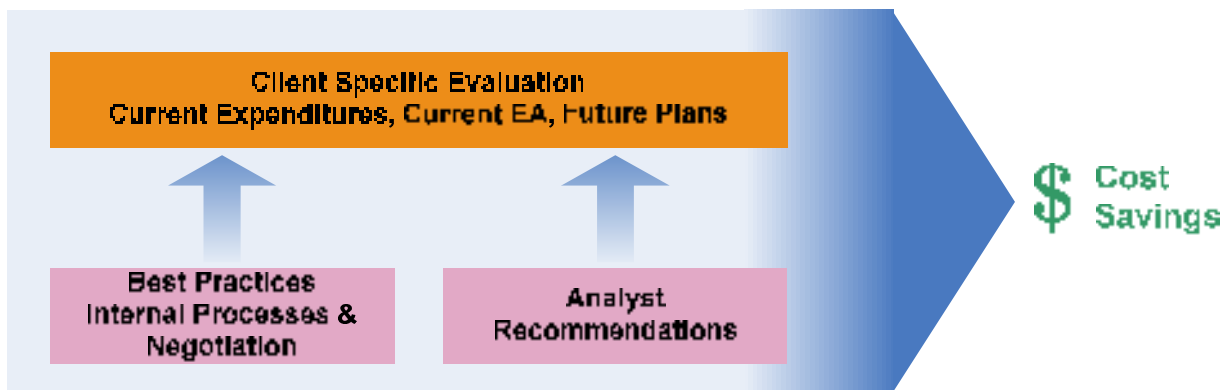 Client Specific Evaluation
Current Expenditures, Current EA, Future Plans
Best Practices
Internal Processes &
Negotiation
Analyst
Recommendations
$ Cost
Savings